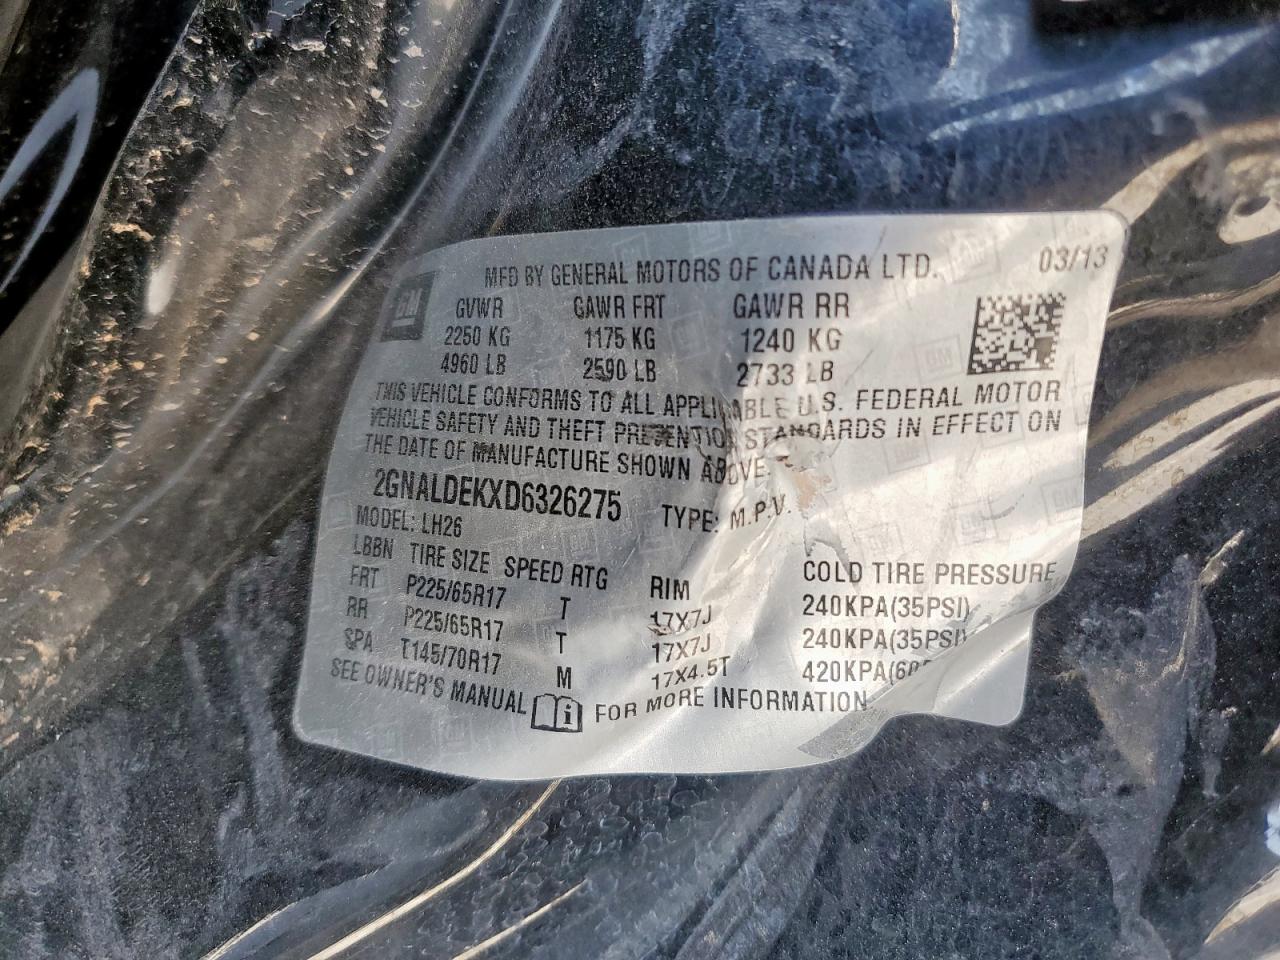 MFD BY GENERAL MOTORS OF CANADA LTD. 03/13
GM
GVWR GAWR FRT GAWR RR
2250 KG 1175 KG 1240 KG
4960 LB 2590 LB 2733 LB
THIS VEHICLE CONFORMS TO ALL APPLICABLE U.S. FEDERAL MOTOR
VEHICLE SAFETY AND THEFT PREVENTION STANDARDS IN EFFECT ON
THE DATE OF MANUFACTURE SHOWN ABOVE.
2GNALDEKXD6326275 TYPE: M.P.V.
MODEL: LH26
LBBN TIRE SIZE SPEED RTG RIM COLD TIRE PRESSURE
FRT P225/65R17 T 17X7J 240KPA(35PSI)
RR P225/65R17 T 17X7J 240KPA(35PSI)
SPA T145/70R17 M 17X4.5T 420KPA(60
SEE OWNER'S MANUAL FOR MORE INFORMATION